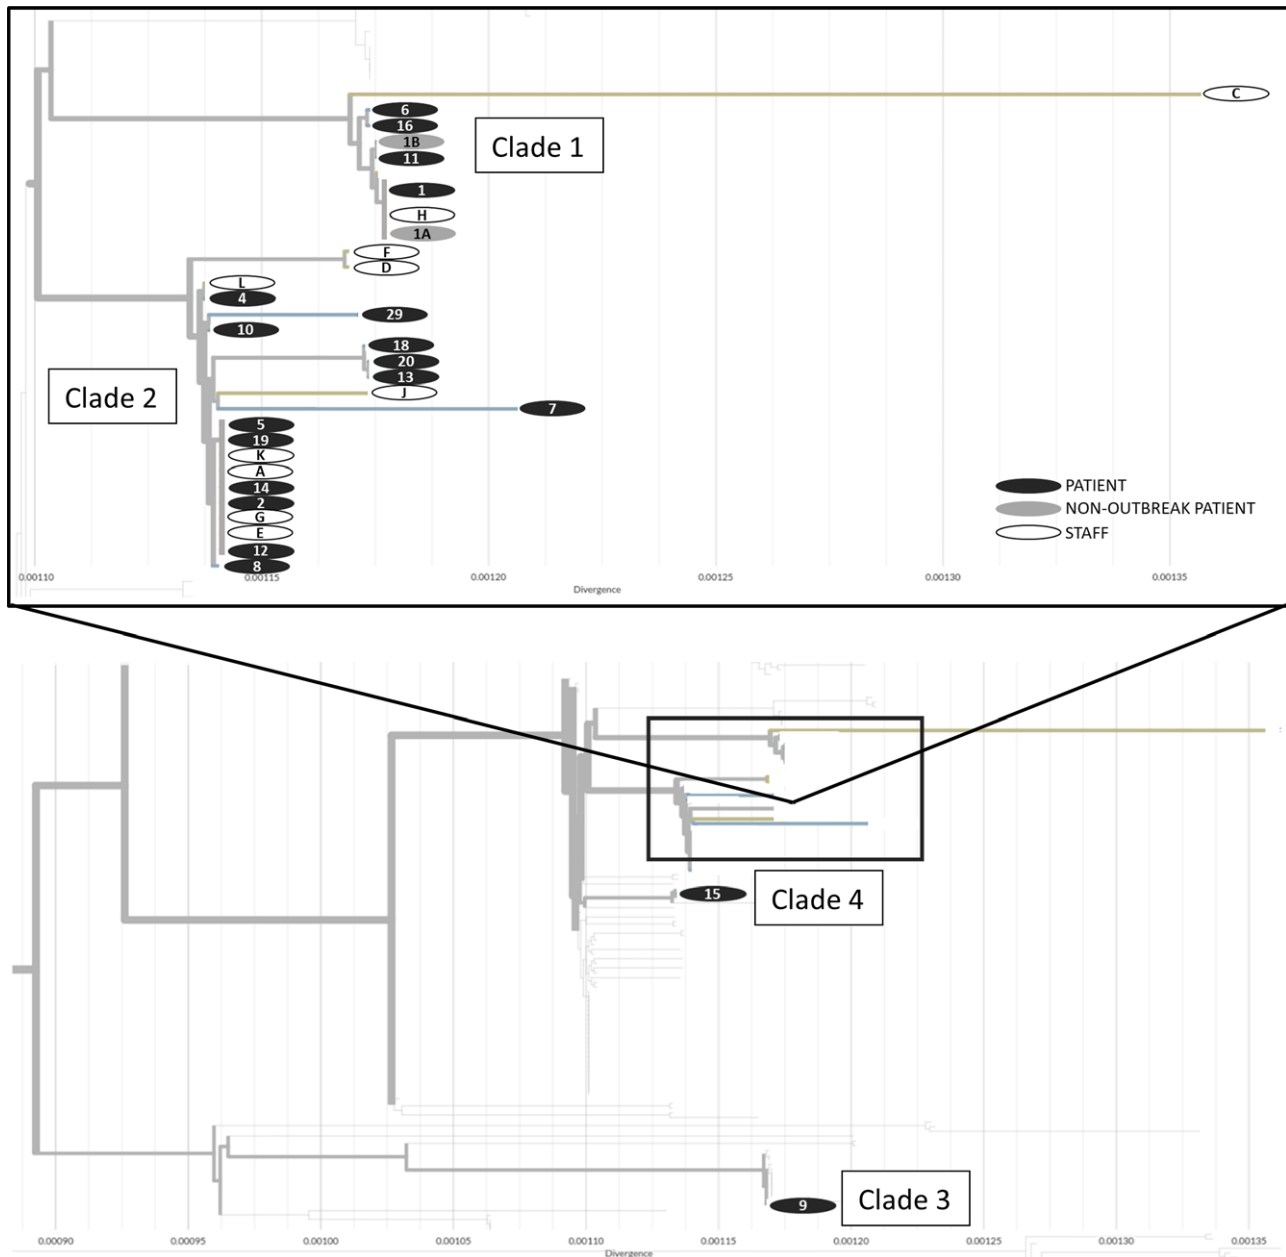 C
6
16
1B
Clade 1
11
1
H
1A
F
D
L
4
29
10
18
20
13
Clade 2
J
7
5
19
K
A
14
PATIENT
2
NON-OUTBREAK PATIENT
G
E
STAFF
12
8
0.00110 0.00115 0.00120 0.00125 0.00130 0.00135
Divergence
15
Clade 4
Clade 3
9
0.00090 0.00095 0.00100 0.00105 0.00110 0.00115 0.00120 0.00125 0.00130 0.00135
Divergence